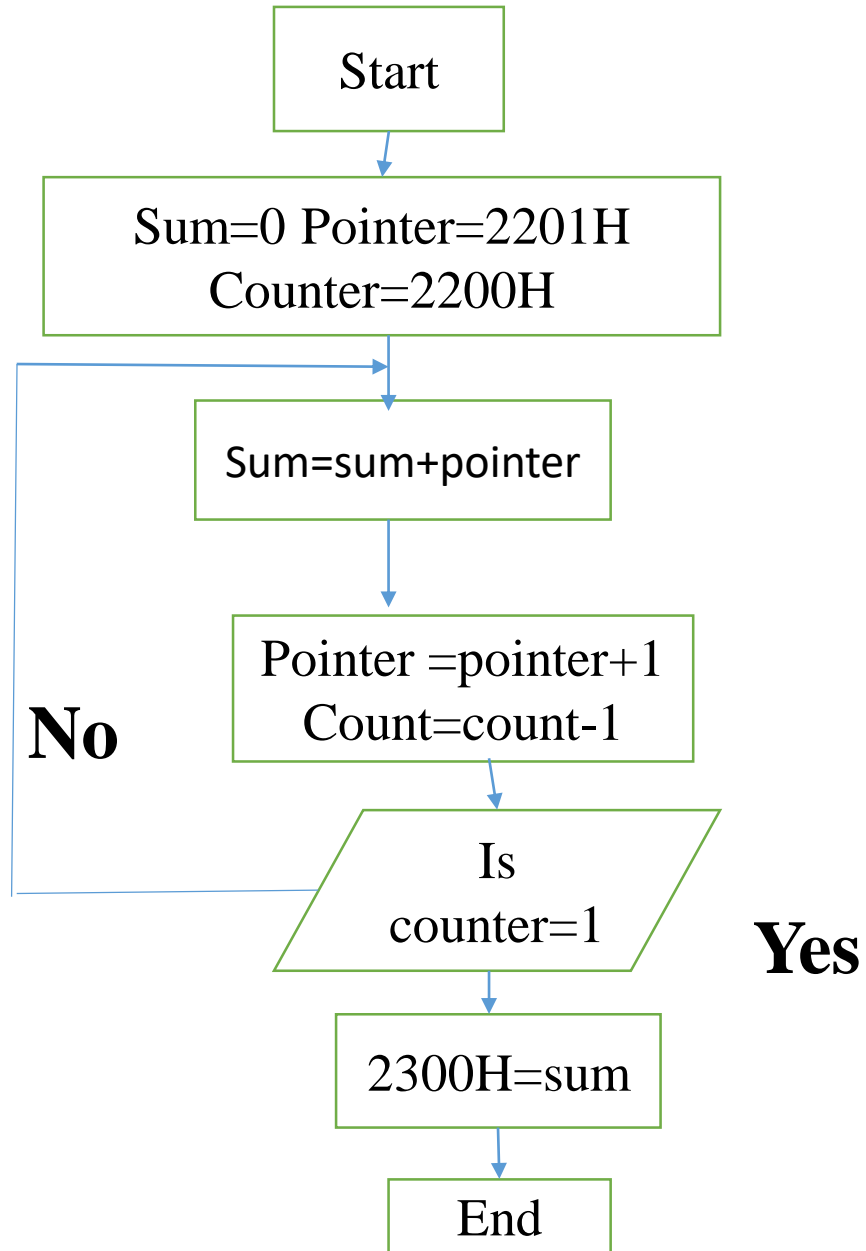 Start
Sum=0 Pointer=2201H
Counter=2200H
Sum=sum+pointer
Pointer =pointer+1
Count=count-1
No
Is
counter=1
Yes
2300H=sum
End